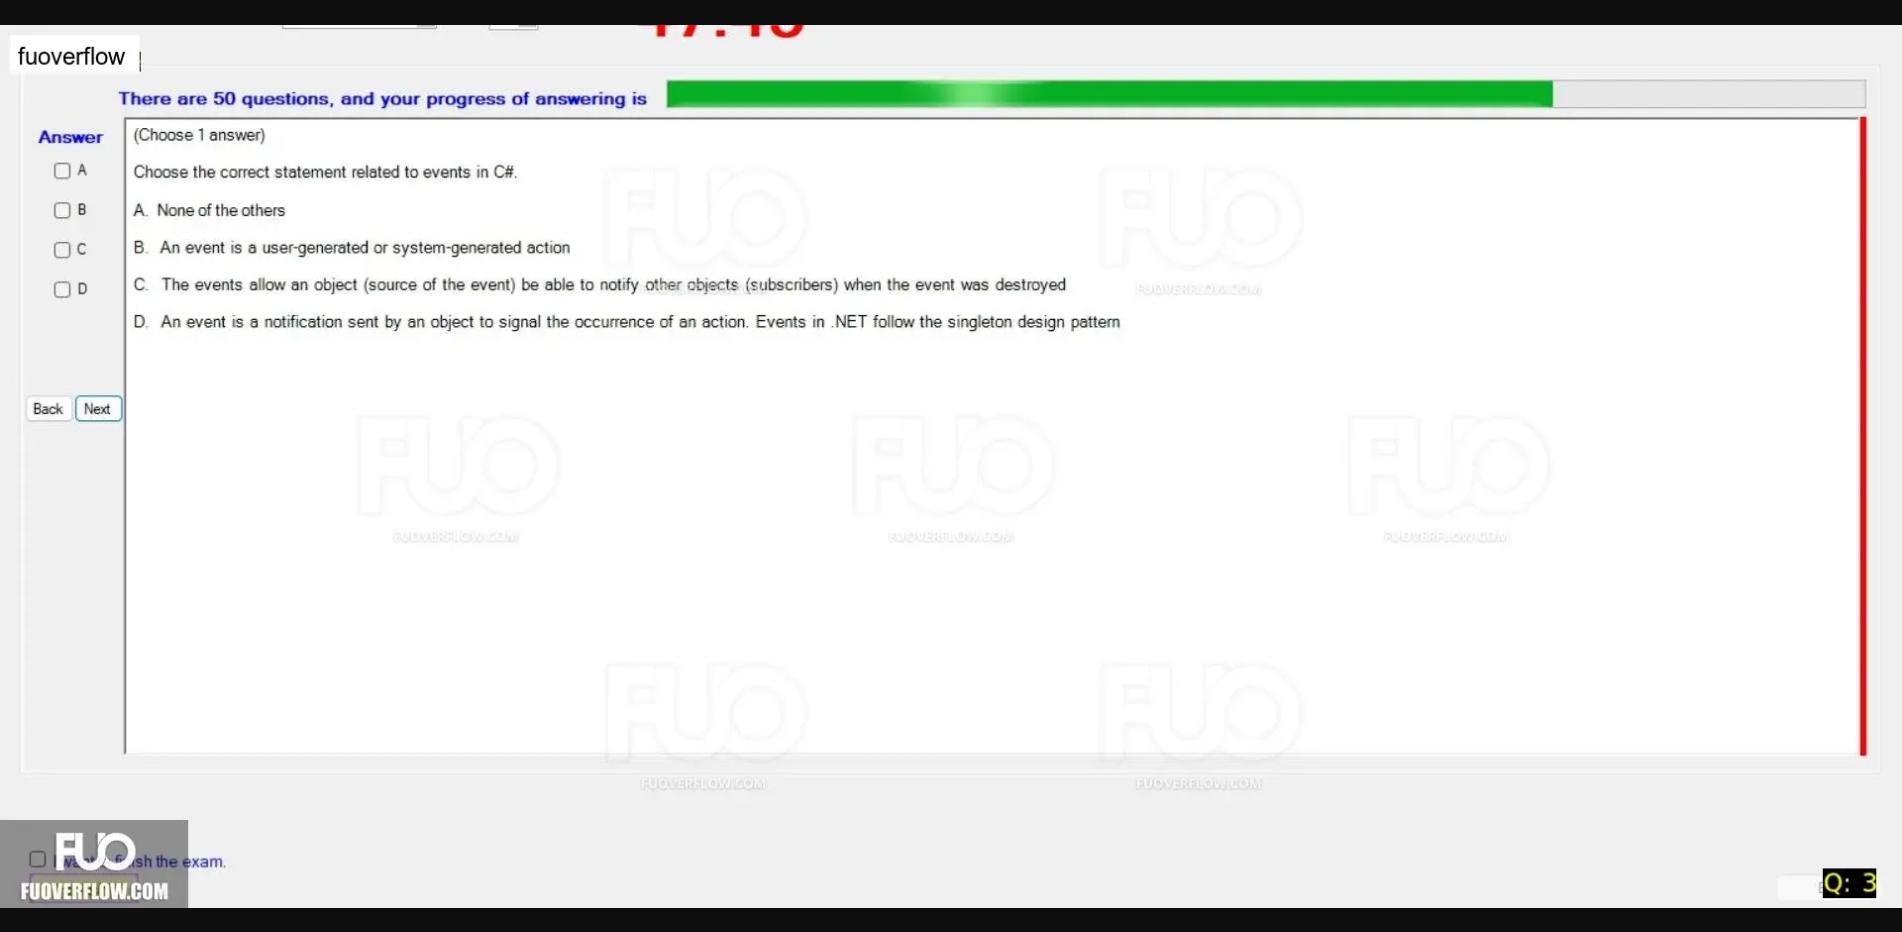 fuoverflow
There are 50 questions, and your progress of answering is
Answer
(Choose 1 answer)
A
Choose the correct statement related to events in C#.
B
A. None of the others
C
B. An event is a user-generated or system-generated action
D
C. The events allow an object (source of the event) be able to notify other objects (subscribers) when the event was destroyed
D. An event is a notification sent by an object to signal the occurrence of an action. Events in .NET follow the singleton design pattern
Back Next
FUO
FUOVERFLOW.COM
FUO
FUOVERFLOW.COM
FUO
FUOVERFLOW.COM
FUO
FUOVERFLOW.COM
FUO
FUOVERFLOW.COM
FUO
FUOVERFLOW.COM
FUO
FUOVERFLOW.COM
FUO
the exam.
FUOVERFLOW.COM
Q: 3